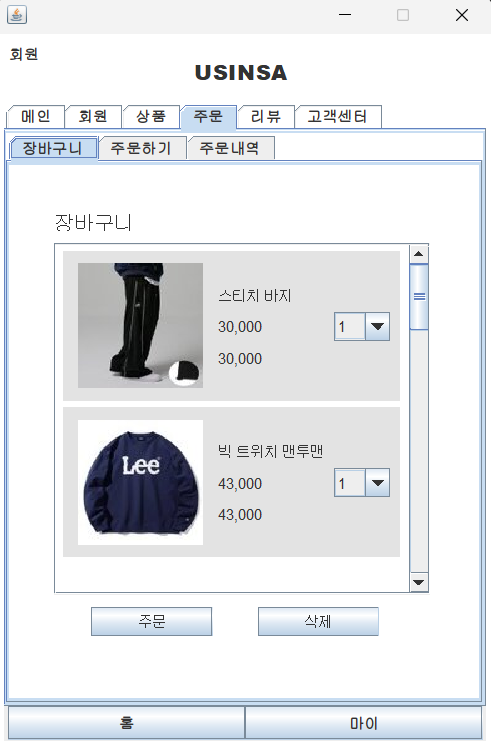 회원
USINSA
메인 회원 상품 주문 리뷰 고객센터
장바구니 주문하기 주문내역
장바구니
스티치 바지
30,000
1
30,000
Lee
빅 트위치 맨투맨
43,000
1
43,000
주문 삭제
홈 마이